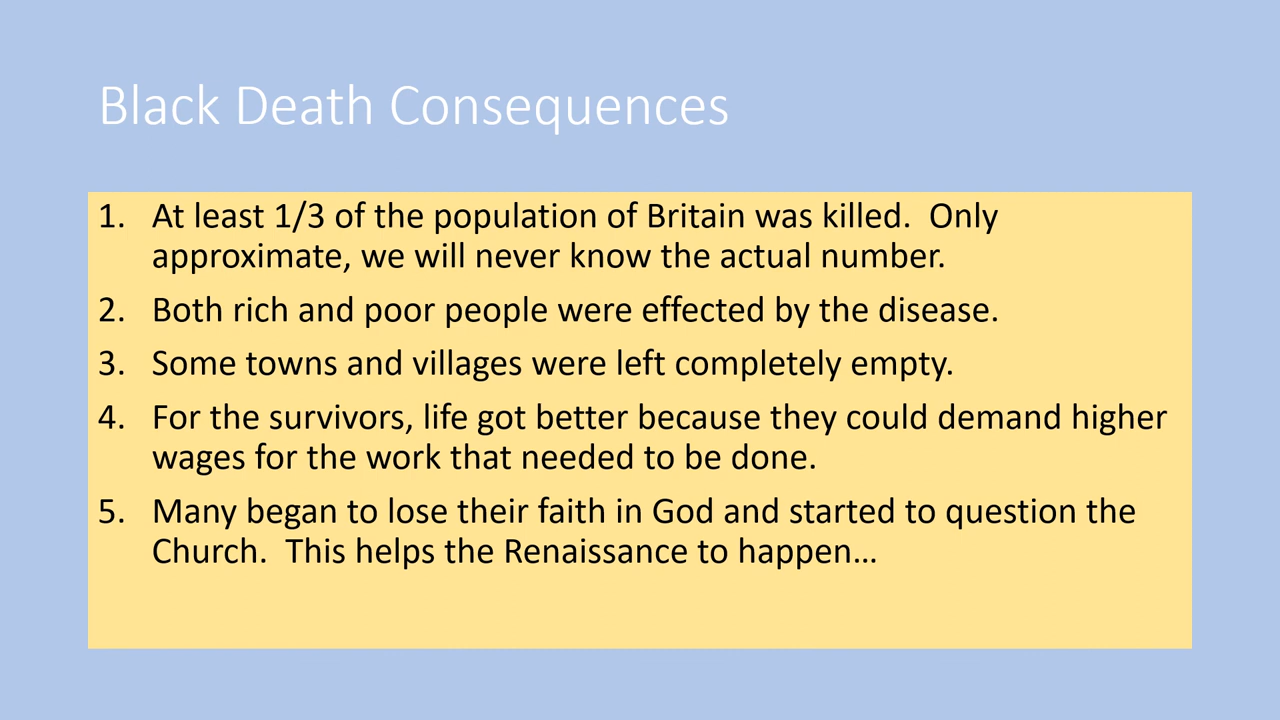 Black Death Consequences
1. At least 1/3 of the population of Britain was killed.  Only
approximate, we will never know the actual number.
2. Both rich and poor people were effected by the disease.
3. Some towns and villages were left completely empty.
4. For the survivors, life got better because they could demand higher
wages for the work that needed to be done.
5. Many began to lose their faith in God and started to question the
Church.  This helps the Renaissance to happen…